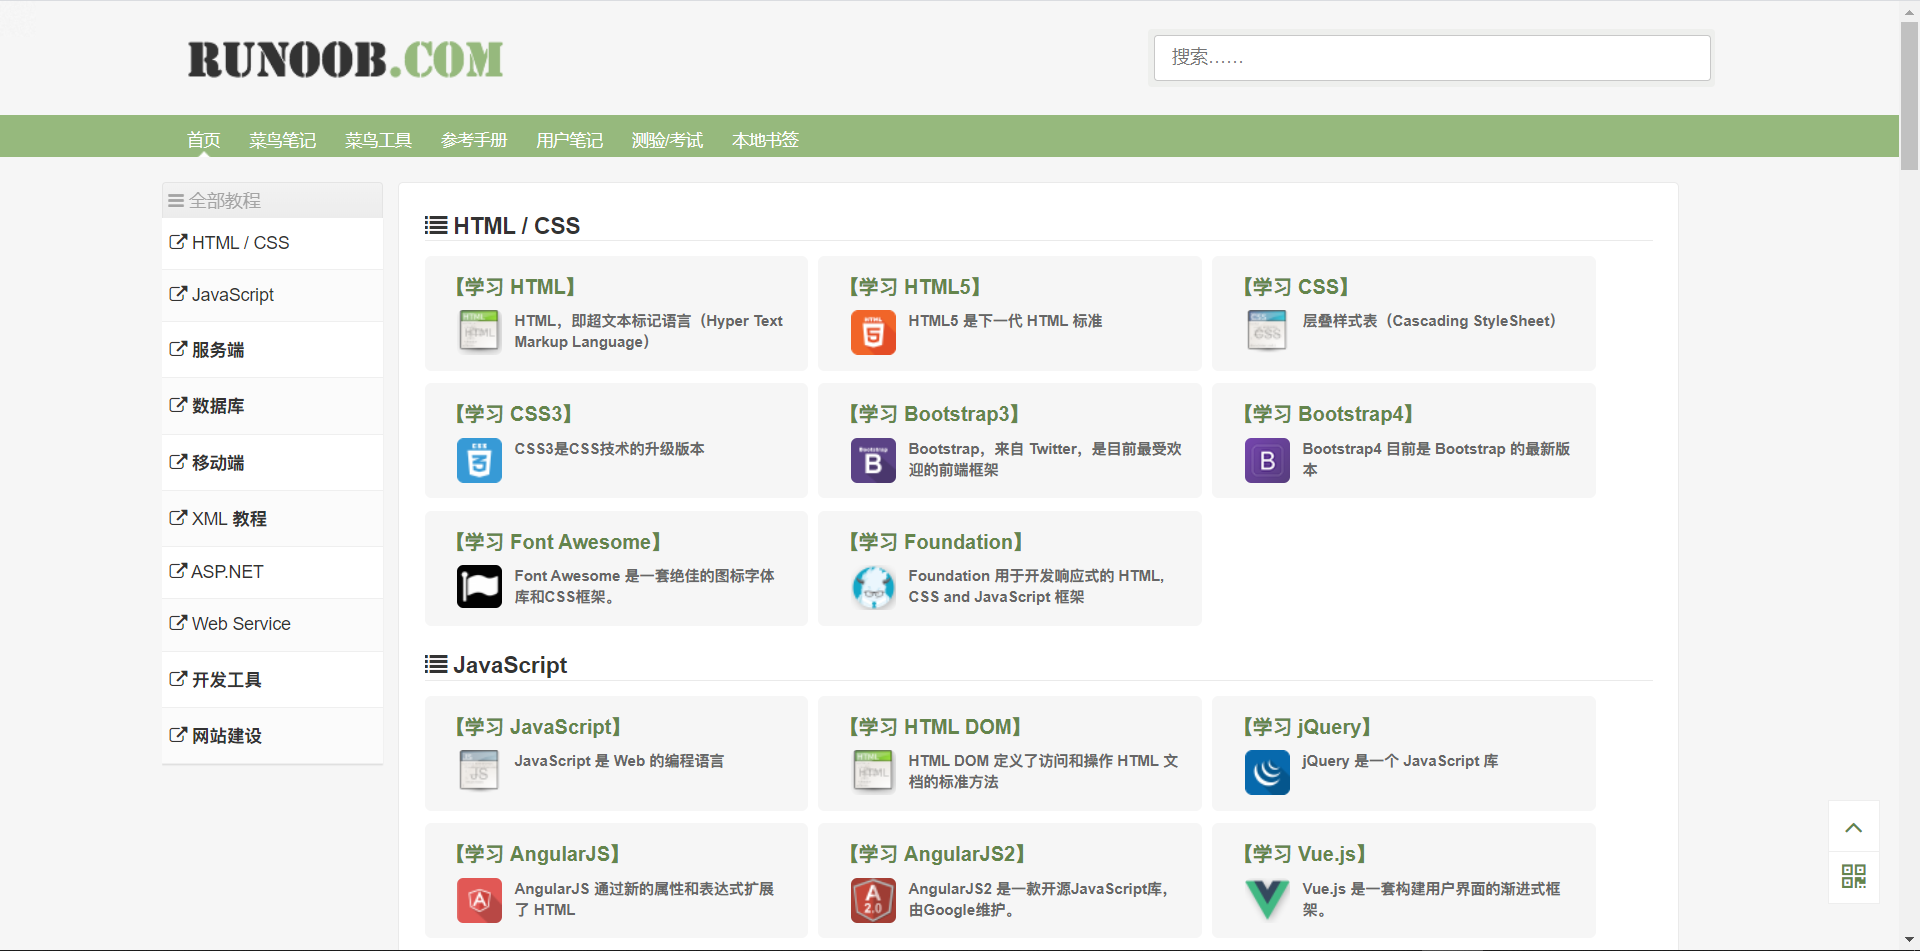 RUNOOB.COM
搜索......
首页 菜鸟笔记 菜鸟工具 参考手册 用户笔记 测验/考试 本地书签
全部教程
HTML / CSS
JavaScript
服务端
数据库
移动端
XML 教程
ASP.NET
Web Service
开发工具
网站建设
HTML / CSS
【学习 HTML】
HTML
HTML
HTML，即超文本标记语言（Hyper Text
Markup Language）
【学习 HTML5】
HTML
5
HTML5 是下一代 HTML 标准
【学习 CSS】
CSS
CSS
层叠样式表（Cascading StyleSheet）
【学习 CSS3】
CSS
3
CSS3是CSS技术的升级版本
【学习 Bootstrap3】
Bootstrap
B
Bootstrap，来自 Twitter，是目前最受欢
迎的前端框架
【学习 Bootstrap4】
B
Bootstrap4 目前是 Bootstrap 的最新版
本
【学习 Font Awesome】
Font Awesome 是一套绝佳的图标字体
库和CSS框架。
【学习 Foundation】
Foundation 用于开发响应式的 HTML,
CSS and JavaScript 框架
JavaScript
【学习 JavaScript】
JS
JS
JavaScript 是 Web 的编程语言
【学习 HTML DOM】
HTML
HTML
HTML DOM 定义了访问和操作 HTML 文
档的标准方法
【学习 jQuery】
jQuery 是一个 JavaScript 库
【学习 AngularJS】
A
AngularJS 通过新的属性和表达式扩展
了 HTML
【学习 AngularJS2】
A
2.0
AngularJS2 是一款开源JavaScript库，
由Google维护。
【学习 Vue.js】
Vue.js 是一套构建用户界面的渐进式框
架。